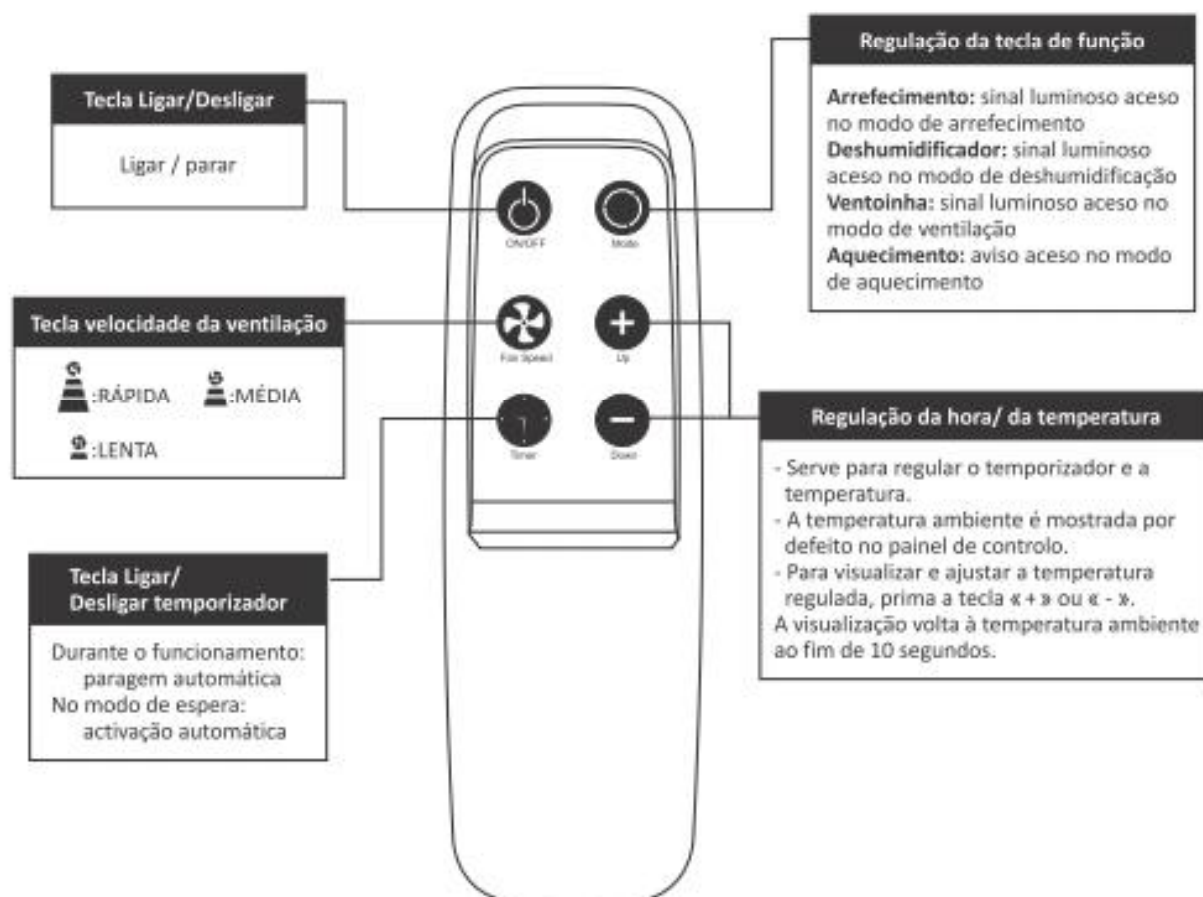 Tecla Ligar/Desligar
Ligar / parar
Tecla velocidade da ventilação
:RÁPIDA :MÉDIA
:LENTA
Tecla Ligar/
Desligar temporizador
Durante o funcionamento:
paragem automática
No modo de espera:
activação automática
ON/OFF Mode
Fan Speed Up
Timer Down
Regulação da tecla de função
Arrefecimento: sinal luminoso aceso
no modo de arrefecimento
Deshumidificador: sinal luminoso
aceso no modo de deshumidificação
Ventoinha: sinal luminoso aceso no
modo de ventilação
Aquecimento: aviso aceso no modo
de aquecimento
Regulação da hora/ da temperatura
- Serve para regular o temporizador e a
temperatura.
- A temperatura ambiente é mostrada por
defeito no painel de controlo.
- Para visualizar e ajustar a temperatura
regulada, prima a tecla « + » ou « - ».
A visualização volta à temperatura ambiente
ao fim de 10 segundos.